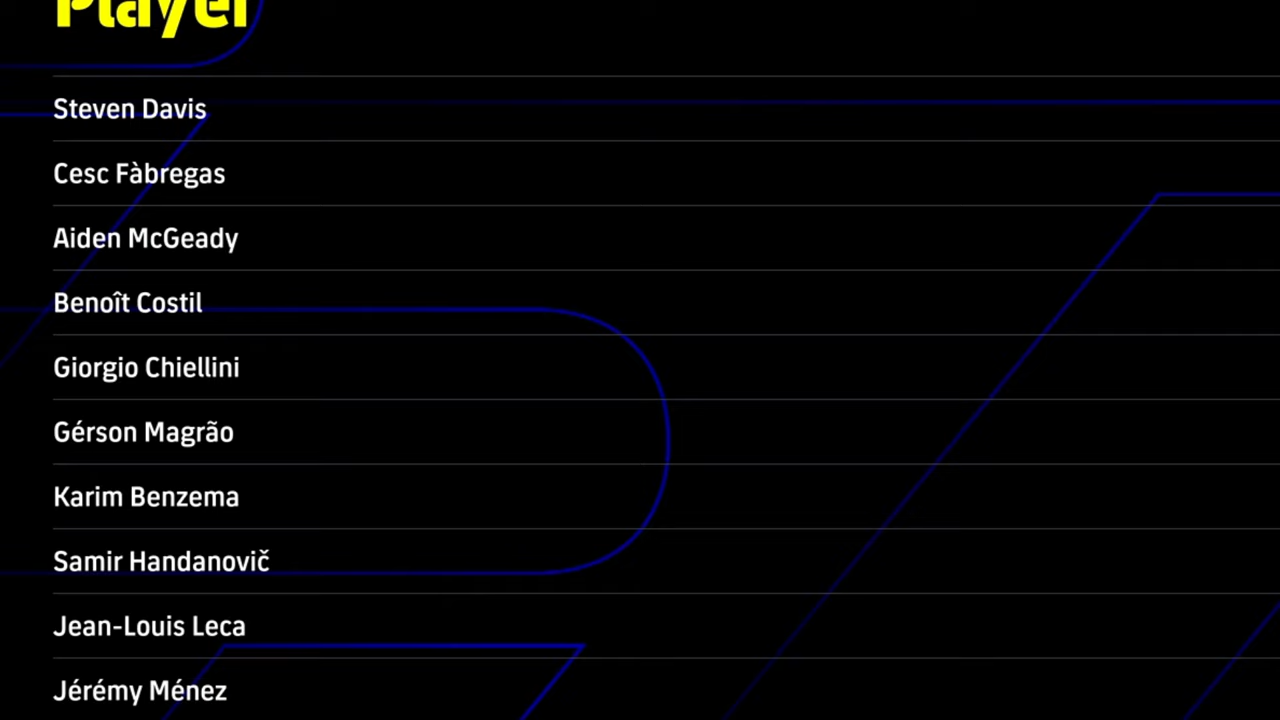 Player
Steven Davis
Cesc Fàbregas
Aiden McGeady
Benoît Costil
Giorgio Chiellini
Gérson Magrão
Karim Benzema
Samir Handanovič
Jean-Louis Leca
Jérémy Ménez